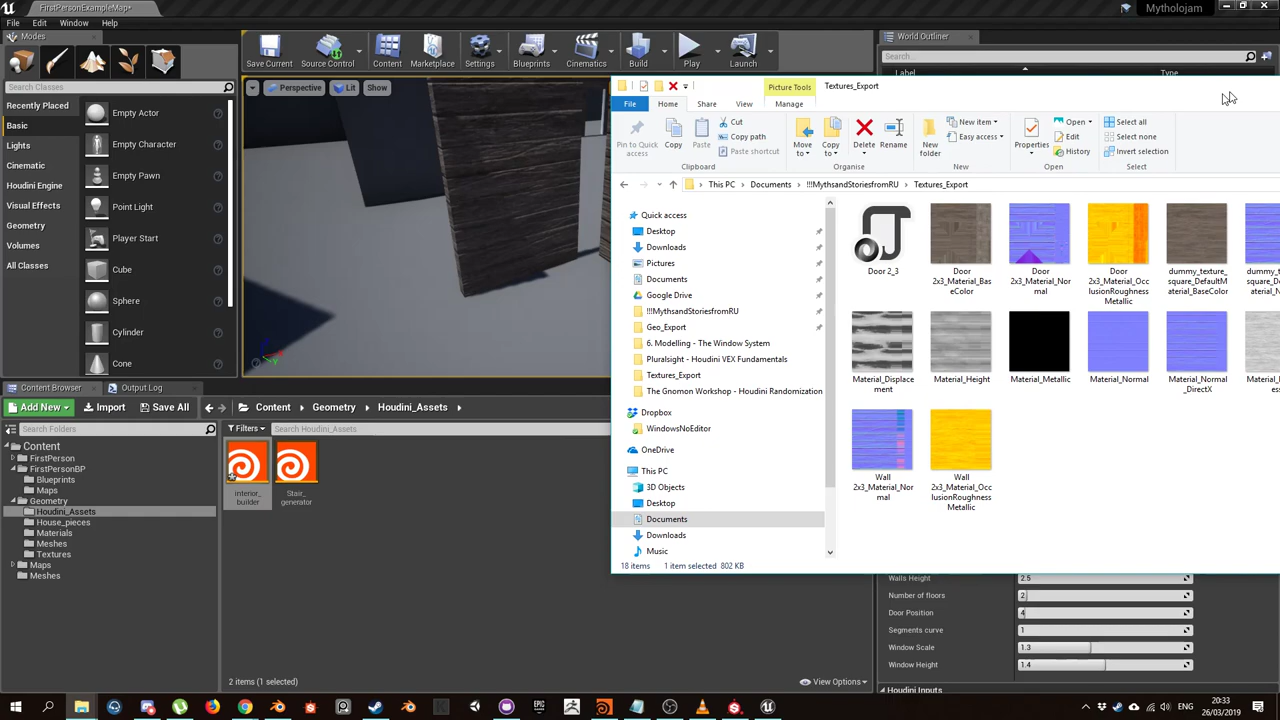 FirstPersonExampleMap*
Mytholojam
File Edit Window Help
Modes
World Outliner
Search Classes
Save Current
Source Control
Content
Marketplace
Settings
Blueprints
Cinematics
Build
Play
Launch
Search...
Label
Type
Perspective
Lit
Show
Recently Placed
Basic
Lights
Cinematic
Houdini Engine
Visual Effects
Geometry
Volumes
All Classes
Empty Actor
Empty Character
Empty Pawn
Point Light
Player Start
Cube
Sphere
Cylinder
Cone
Picture Tools
Textures_Export
File
Home
Share
View
Manage
Pin to Quick access
Copy
Paste
Cut
Copy path
Paste shortcut
Clipboard
Move to
Copy to
Delete
Rename
Organise
New folder
New item
Easy access
New
Properties
Open
Edit
History
Open
Select all
Select none
Invert selection
Select
This PC
Documents
!!!MythsandStoriesfromRU
Textures_Export
Quick access
Desktop
Downloads
Pictures
Documents
Google Drive
!!!MythsandStoriesfromRU
Geo_Export
6. Modelling - The Window System
Pluralsight - Houdini VEX Fundamentals
Textures_Export
The Gnomon Workshop - Houdini Randomization
Dropbox
WindowsNoEditor
OneDrive
This PC
3D Objects
Desktop
Documents
Downloads
Music
Door 2_3
Door 2x3_Material_BaseColor
Door 2x3_Material_Normal
Door 2x3_Material_OcclusionRoughnessMetallic
dummy_texture_square_DefaultMaterial_BaseColor
Material_Displacement
Material_Height
Material_Metallic
Material_Normal
Material_Normal_DirectX
Wall 2x3_Material_Normal
Wall 2x3_Material_OcclusionRoughnessMetallic
18 items 1 item selected 802 KB
Content Browser
Output Log
Add New
Import
Save All
Content
Geometry
Houdini_Assets
Search Folders
Filters
Search Houdini_Assets
Content
FirstPerson
FirstPersonBP
Blueprints
Maps
Geometry
Houdini_Assets
House_pieces
Materials
Meshes
Textures
Maps
Meshes
interior_builder
Stair_generator
2 items (1 selected)
View Options
Walls Height 2.5
Number of floors 2
Door Position 4
Segments curve 1
Window Scale 1.3
Window Height 1.4
Houdini Inputs
20:33
26/03/2019